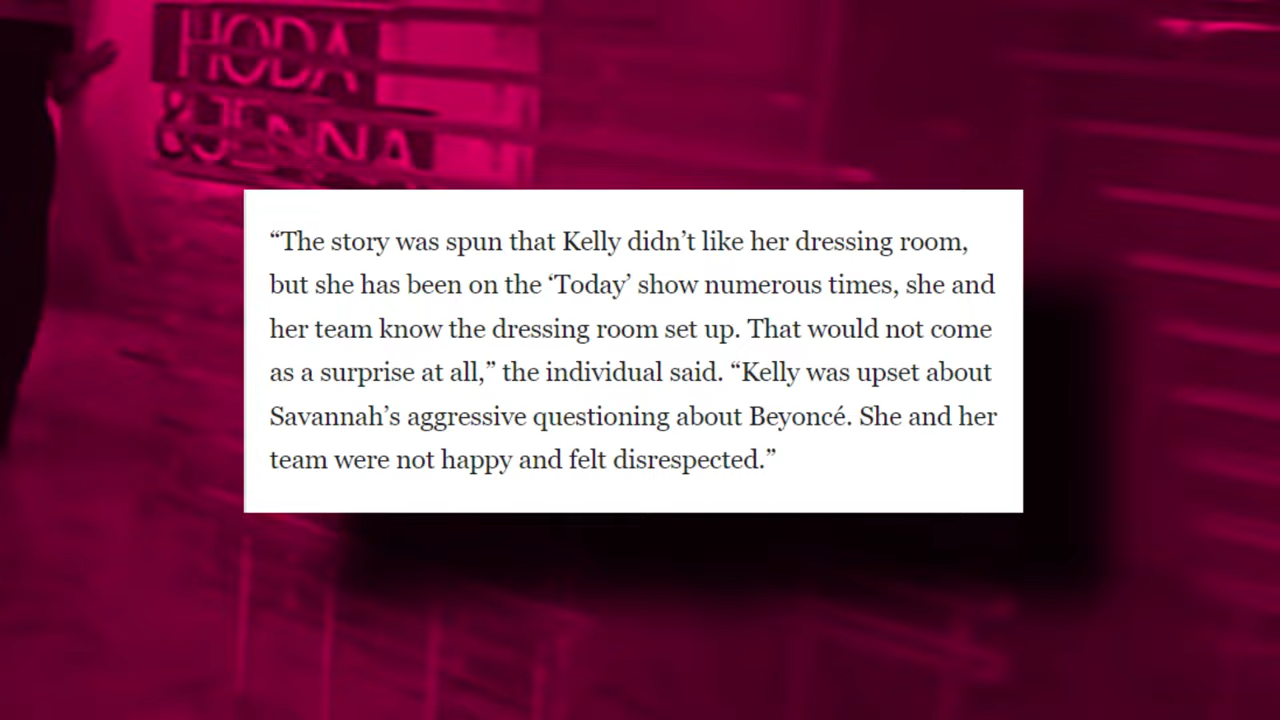 HODA
& JENNA
“The story was spun that Kelly didn’t like her dressing room,
but she has been on the ‘Today’ show numerous times, she and
her team know the dressing room set up. That would not come
as a surprise at all,” the individual said. “Kelly was upset about
Savannah’s aggressive questioning about Beyoncé. She and her
team were not happy and felt disrespected.”